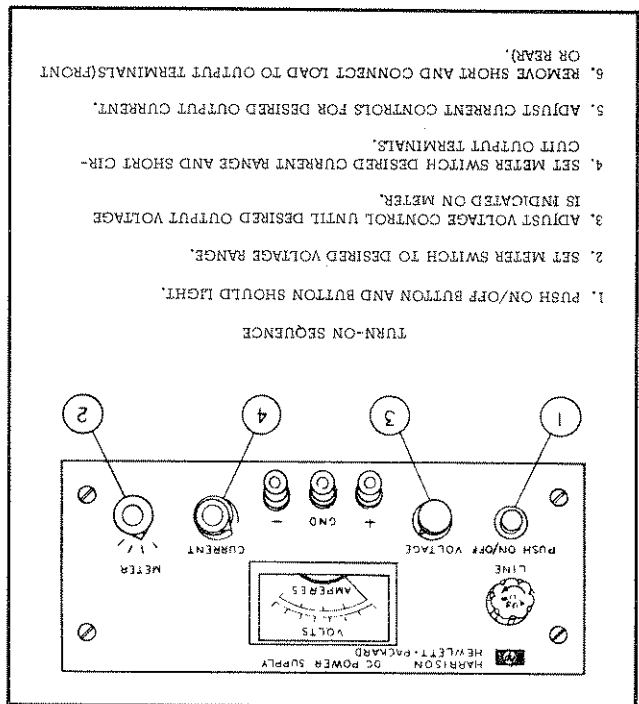 HARRISON
HEWLETT-PACKARD
DC POWER SUPPLY
VOLTS
AMPERES
LINE
PUSH ON/OFF
VOLTAGE
CURRENT
METER
+ GND -
1 3 4 2
TURN-ON SEQUENCE
1. PUSH ON/OFF BUTTON AND BUTTON SHOULD LIGHT.
2. SET METER SWITCH TO DESIRED VOLTAGE RANGE.
3. ADJUST VOLTAGE CONTROL UNTIL DESIRED OUTPUT VOLTAGE
IS INDICATED ON METER.
4. SET METER SWITCH DESIRED CURRENT RANGE AND SHORT CIR-
CUIT OUTPUT TERMINALS.
5. ADJUST CURRENT CONTROLS FOR DESIRED OUTPUT CURRENT.
6. REMOVE SHORT AND CONNECT LOAD TO OUTPUT TERMINALS(FRONT
OR REAR).